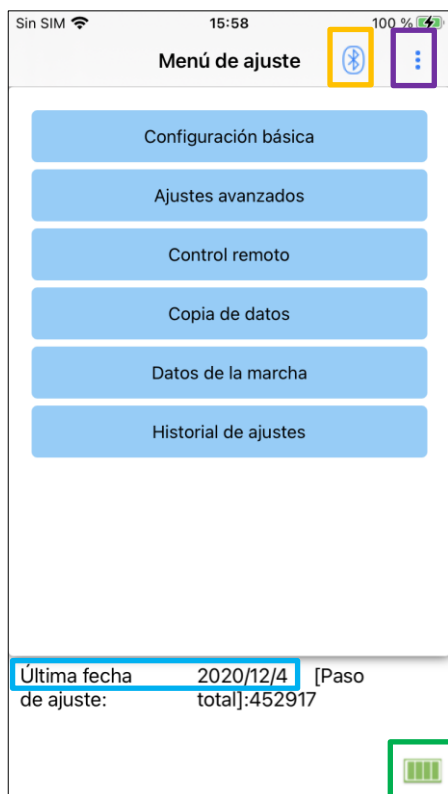 Sin SIM 15:58 100 %
Menú de ajuste
Configuración básica
Ajustes avanzados
Control remoto
Copia de datos
Datos de la marcha
Historial de ajustes
Última fecha 2020/12/4 [Paso
de ajuste: total]:452917